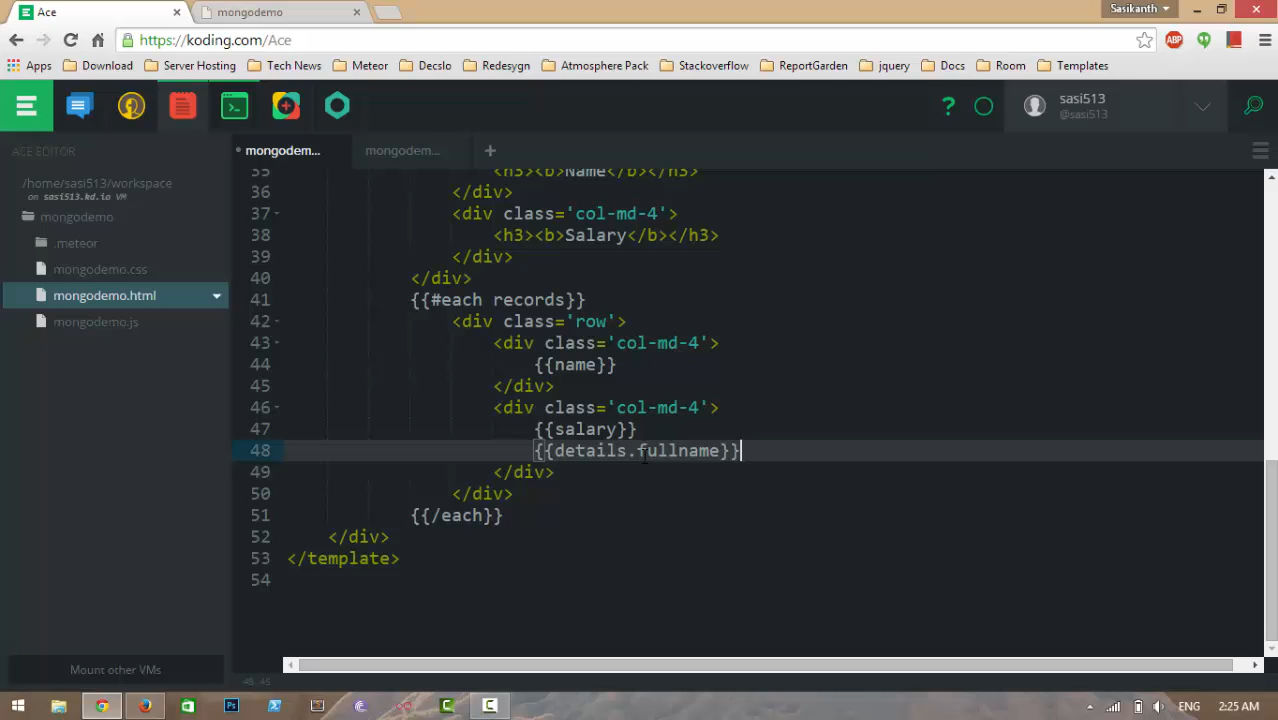 Ace
mongodemo
Sasikanth
https://koding.com/Ace
Apps Download Server Hosting Tech News Meteor Decslo Redesygn Atmosphere Pack Stackoverflow ReportGarden jquery Docs Room Templates
ABP
sasi513
@sasi513
ACE EDITOR
mongodem...
mongodem...
/home/sasi513/workspace
on sasi513.kd.io VM
mongodemo
.meteor
mongodemo.css
mongodemo.html
mongodemo.js
Mount other VMs
35 <h3><b>Name</b></h3>
36 </div>
37 <div class='col-md-4'>
38 <h3><b>Salary</b></h3>
39 </div>
40 </div>
41 {{#each records}}
42 <div class='row'>
43 <div class='col-md-4'>
44 {{name}}
45 </div>
46 <div class='col-md-4'>
47 {{salary}}
48 {{details.fullname}}
49 </div>
50 </div>
51 {{/each}}
52 </div>
53 </template>
54
48 45
Ps
ENG
2:25 AM